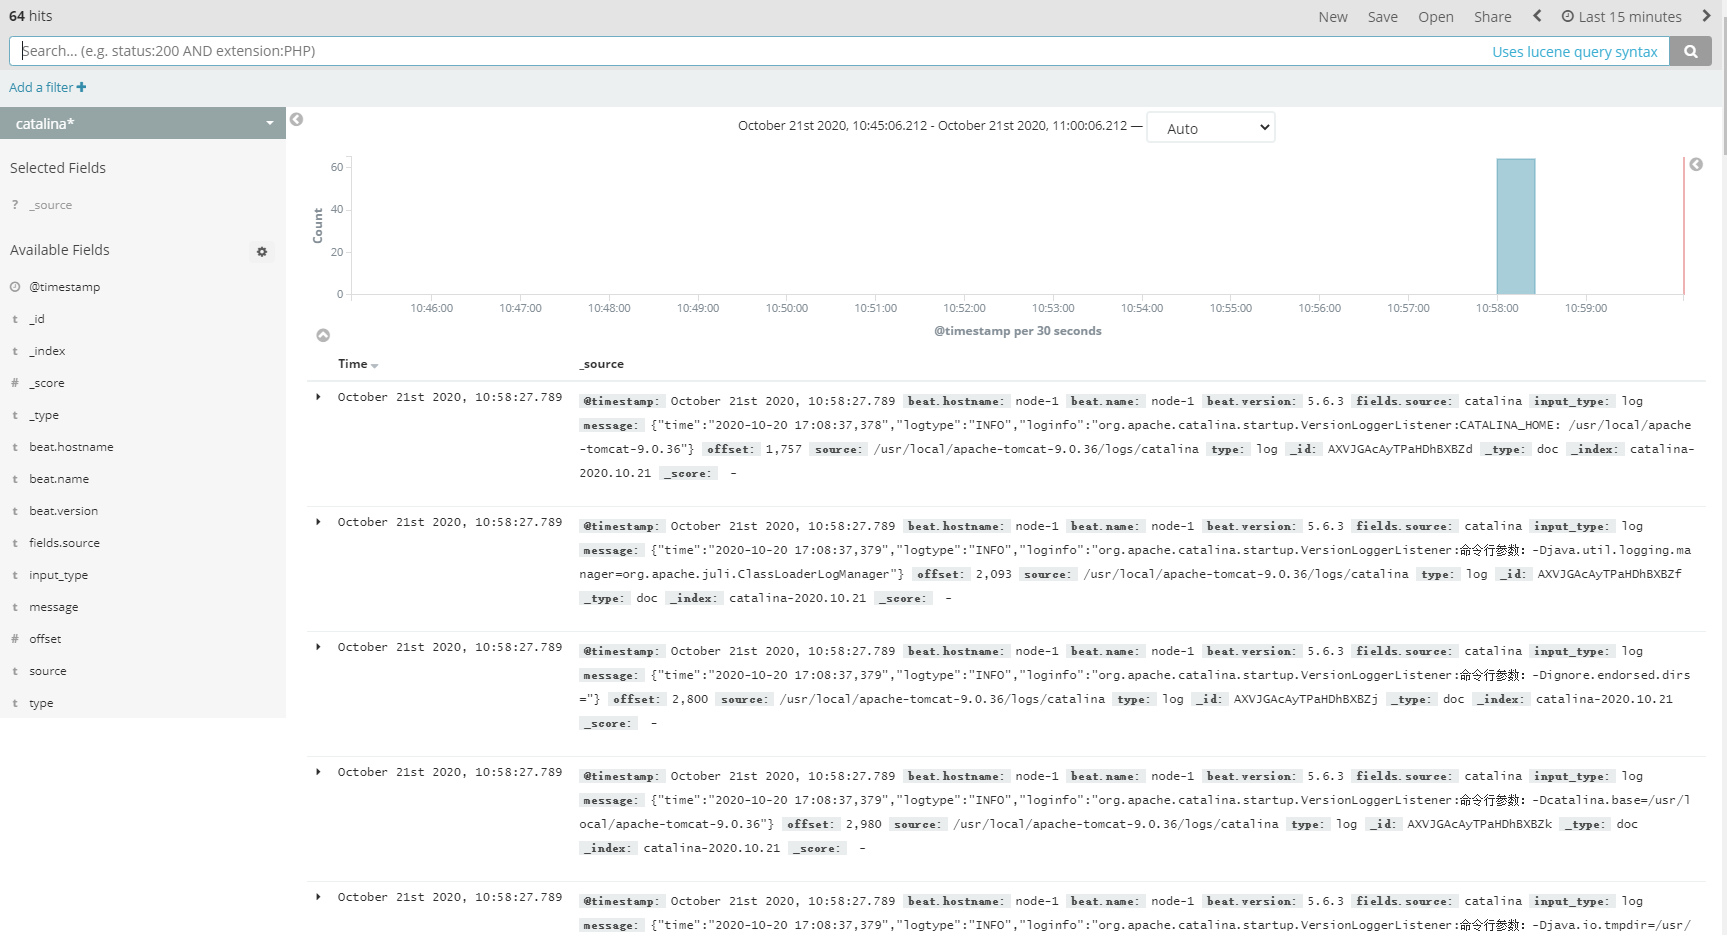 64 hits
New Save Open Share Last 15 minutes
Search... (e.g. status:200 AND extension:PHP) Uses lucene query syntax
Add a filter
catalina*
Selected Fields
? _source
Available Fields
@timestamp
t _id
t _index
# _score
t _type
t beat.hostname
t beat.name
t beat.version
t fields.source
t input_type
t message
# offset
t source
t type
October 21st 2020, 10:45:06.212 - October 21st 2020, 11:00:06.212 — Auto
Count
60
40
20
0
10:46:00 10:47:00 10:48:00 10:49:00 10:50:00 10:51:00 10:52:00 10:53:00 10:54:00 10:55:00 10:56:00 10:57:00 10:58:00 10:59:00
@timestamp per 30 seconds
Time _source
October 21st 2020, 10:58:27.789 @timestamp: October 21st 2020, 10:58:27.789 beat.hostname: node-1 beat.name: node-1 beat.version: 5.6.3 fields.source: catalina input_type: log
message: {"time":"2020-10-20 17:08:37,378","logtype":"INFO","loginfo":"org.apache.catalina.startup.VersionLoggerListener:CATALINA_HOME: /usr/local/apache
-tomcat-9.0.36"} offset: 1,757 source: /usr/local/apache-tomcat-9.0.36/logs/catalina type: log _id: AXVJGAcAyTPaHDhBXBZd _type: doc _index: catalina-
2020.10.21 _score: -
October 21st 2020, 10:58:27.789 @timestamp: October 21st 2020, 10:58:27.789 beat.hostname: node-1 beat.name: node-1 beat.version: 5.6.3 fields.source: catalina input_type: log
message: {"time":"2020-10-20 17:08:37,379","logtype":"INFO","loginfo":"org.apache.catalina.startup.VersionLoggerListener:命令行参数: -Djava.util.logging.ma
nager=org.apache.juli.ClassLoaderLogManager"} offset: 2,093 source: /usr/local/apache-tomcat-9.0.36/logs/catalina type: log _id: AXVJGAcAyTPaHDhBXBZf
_type: doc _index: catalina-2020.10.21 _score: -
October 21st 2020, 10:58:27.789 @timestamp: October 21st 2020, 10:58:27.789 beat.hostname: node-1 beat.name: node-1 beat.version: 5.6.3 fields.source: catalina input_type: log
message: {"time":"2020-10-20 17:08:37,379","logtype":"INFO","loginfo":"org.apache.catalina.startup.VersionLoggerListener:命令行参数: -Dignore.endorsed.dirs
="} offset: 2,800 source: /usr/local/apache-tomcat-9.0.36/logs/catalina type: log _id: AXVJGAcAyTPaHDhBXBZj _type: doc _index: catalina-2020.10.21
_score: -
October 21st 2020, 10:58:27.789 @timestamp: October 21st 2020, 10:58:27.789 beat.hostname: node-1 beat.name: node-1 beat.version: 5.6.3 fields.source: catalina input_type: log
message: {"time":"2020-10-20 17:08:37,379","logtype":"INFO","loginfo":"org.apache.catalina.startup.VersionLoggerListener:命令行参数: -Dcatalina.base=/usr/l
ocal/apache-tomcat-9.0.36"} offset: 2,980 source: /usr/local/apache-tomcat-9.0.36/logs/catalina type: log _id: AXVJGAcAyTPaHDhBXBZk _type: doc
_index: catalina-2020.10.21 _score: -
October 21st 2020, 10:58:27.789 @timestamp: October 21st 2020, 10:58:27.789 beat.hostname: node-1 beat.name: node-1 beat.version: 5.6.3 fields.source: catalina input_type: log
message: {"time":"2020-10-20 17:08:37,379","logtype":"INFO","loginfo":"org.apache.catalina.startup.VersionLoggerListener:命令行参数: -Djava.io.tmpdir=/usr/